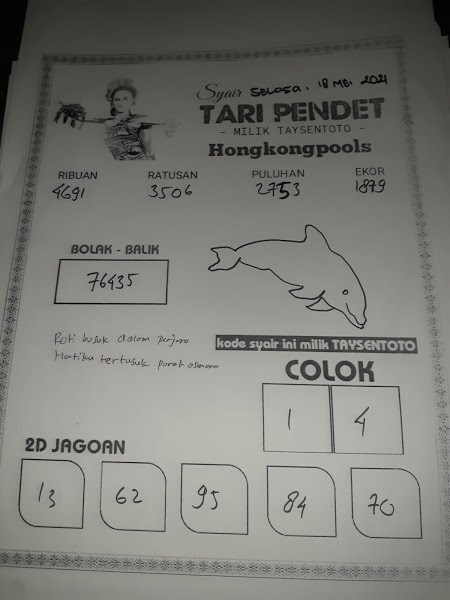 Syair SELASA, 18 MEI 2021
TARI PENDET
- MILIK TAYSENTOTO -
Hongkongpools
RIBUAN RATUSAN PULUHAN EKOR
4691 3506 2753 1879
BOLAK - BALIK
76435
kode syair ini milik TAYSENTOTO
Roti busuk dalam
Hatiku tertusuk panah asmara
COLOK
1 4
2D JAGOAN
13 62 95 84 70